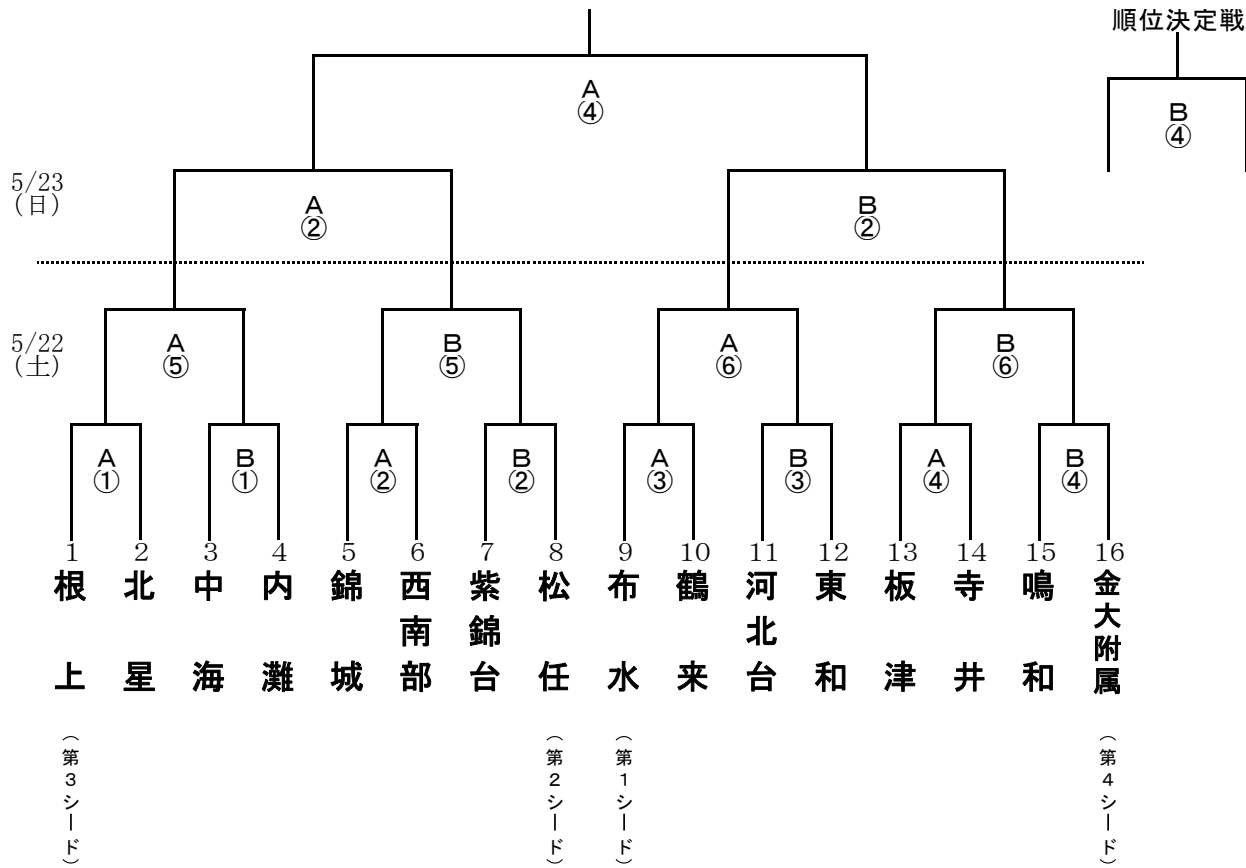 順位決定戦
A
④
B
④
5/23
(日)
A
②
B
②
5/22
(土)
A
⑤
B
⑤
A
⑥
B
⑥
A
①
B
①
A
②
B
②
A
③
B
③
A
④
B
④
1
2
3
4
5
6
7
8
9
10
11
12
13
14
15
16
根上
北星
中海
内灘
錦城
西南部
紫錦台
松任
布水
鶴来
河北台
東和
板津
寺井
鳴和
金大附属
(第3シード)
(第2シード)
(第1シード)
(第4シード)